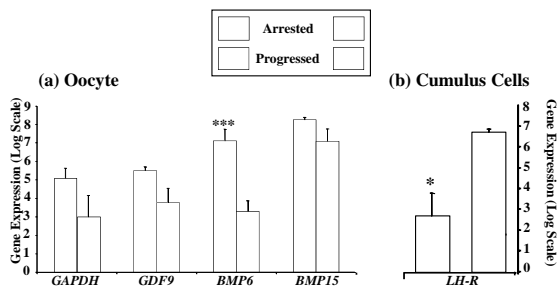 Arrested
Progressed
(a) Oocyte
(b) Cumulus Cells
Gene Expression (Log Scale)
9
8
7
6
5
4
3
2
1
0
***
GAPDH
GDF9
BMP6
BMP15
*
LH-R
8
7
6
5
4
3
2
1
0
Gene Expression (Log Scale)